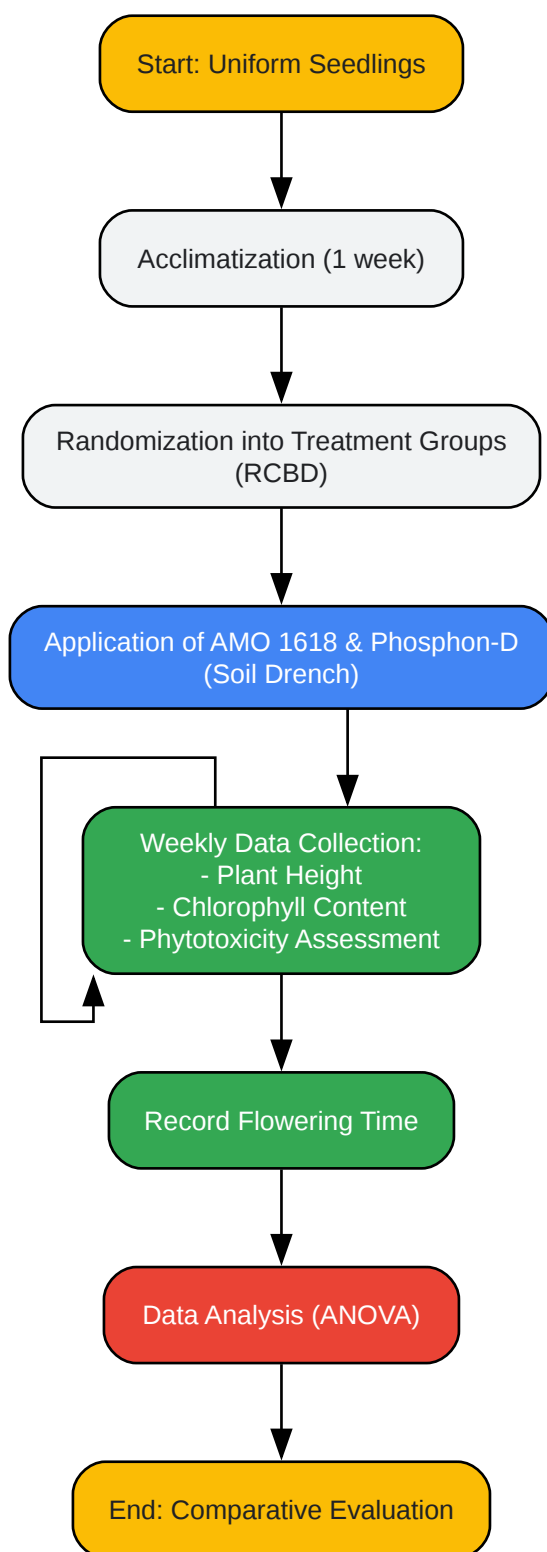 Start: Uniform Seedlings
Acclimatization (1 week)
Randomization into Treatment Groups
(RCBD)
Application of AMO 1618 & Phosphon-D
(Soil Drench)
Weekly Data Collection:
- Plant Height
- Chlorophyll Content
- Phytotoxicity Assessment
Record Flowering Time
Data Analysis (ANOVA)
End: Comparative Evaluation